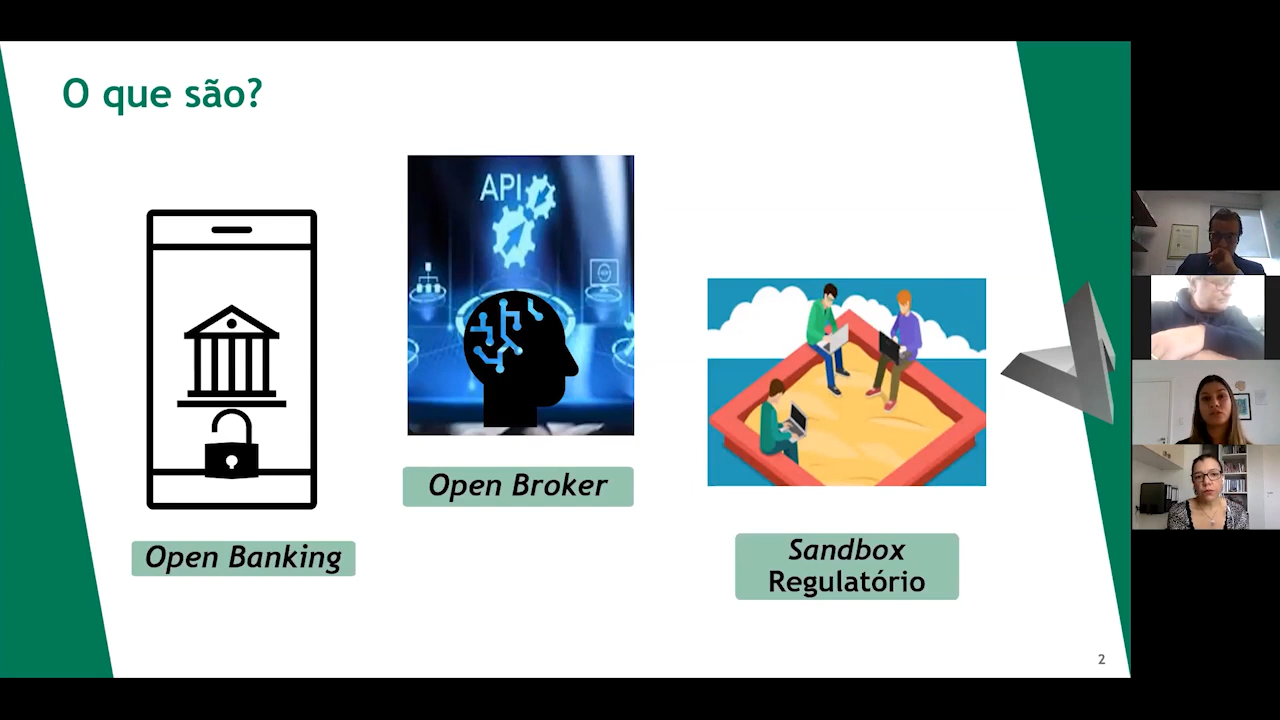 O que são?
API
Open Banking
Open Broker
Sandbox
Regulatório
2